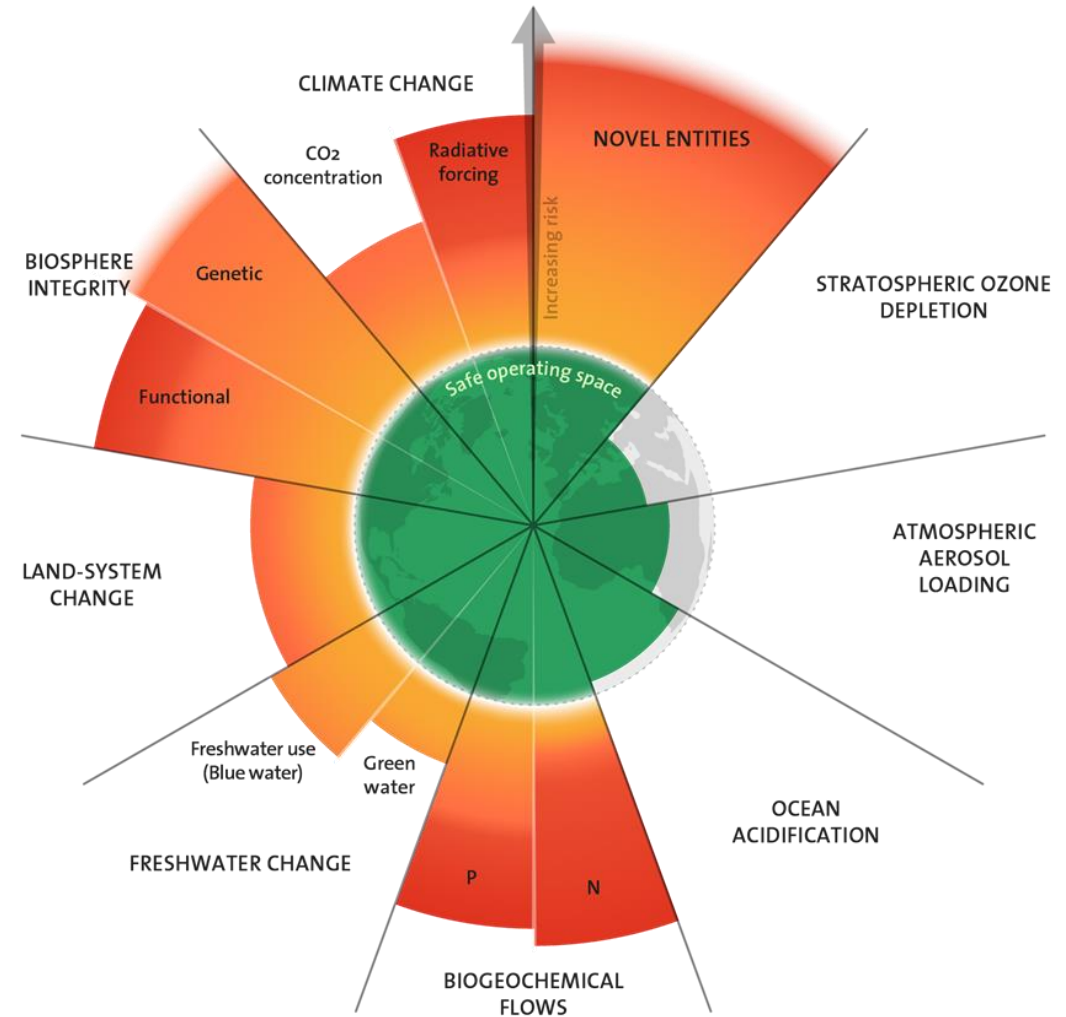 CLIMATE CHANGE
CO2
concentration
Radiative
forcing
NOVEL ENTITIES
Increasing risk
STRATOSPHERIC OZONE
DEPLETION
BIOSPHERE
INTEGRITY
Genetic
Functional
Safe operating space
ATMOSPHERIC
AEROSOL
LOADING
LAND-SYSTEM
CHANGE
Freshwater use
(Blue water)
Green
water
FRESHWATER CHANGE
OCEAN
ACIDIFICATION
P
N
BIOGEOCHEMICAL
FLOWS